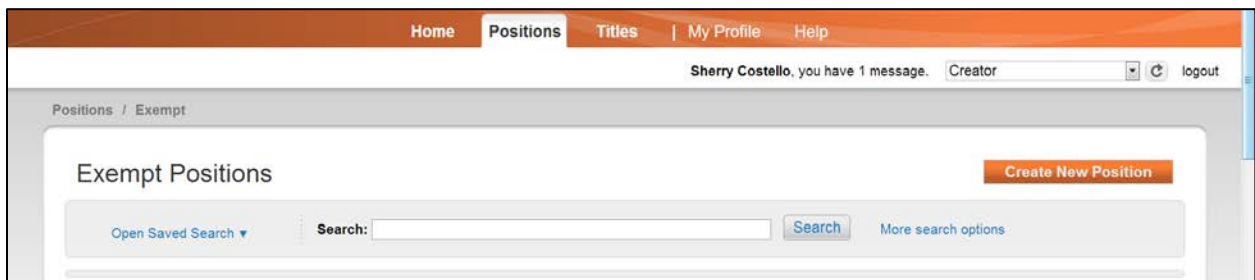 Home Positions Titles | My Profile Help
Sherry Costello, you have 1 message. Creator logout
Positions / Exempt
Exempt Positions Create New Position
Open Saved Search ▼ Search: Search More search options